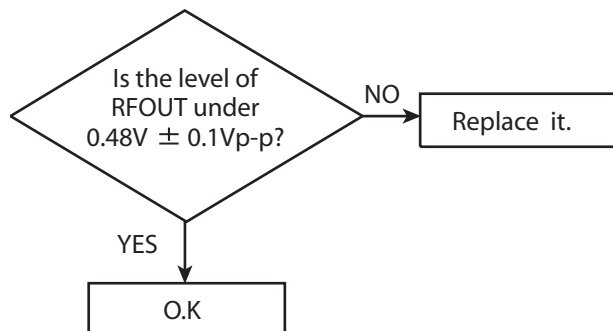 Is the level of
RFOUT under
0.48V ± 0.1Vp-p?
NO
Replace it.
YES
O.K